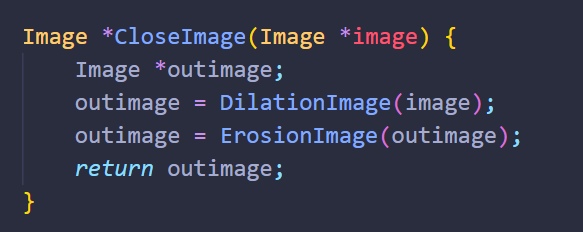 Image *CloseImage(Image *image) {
    Image *outimage;
    outimage = DilationImage(image);
    outimage = ErosionImage(outimage);
    return outimage;
}